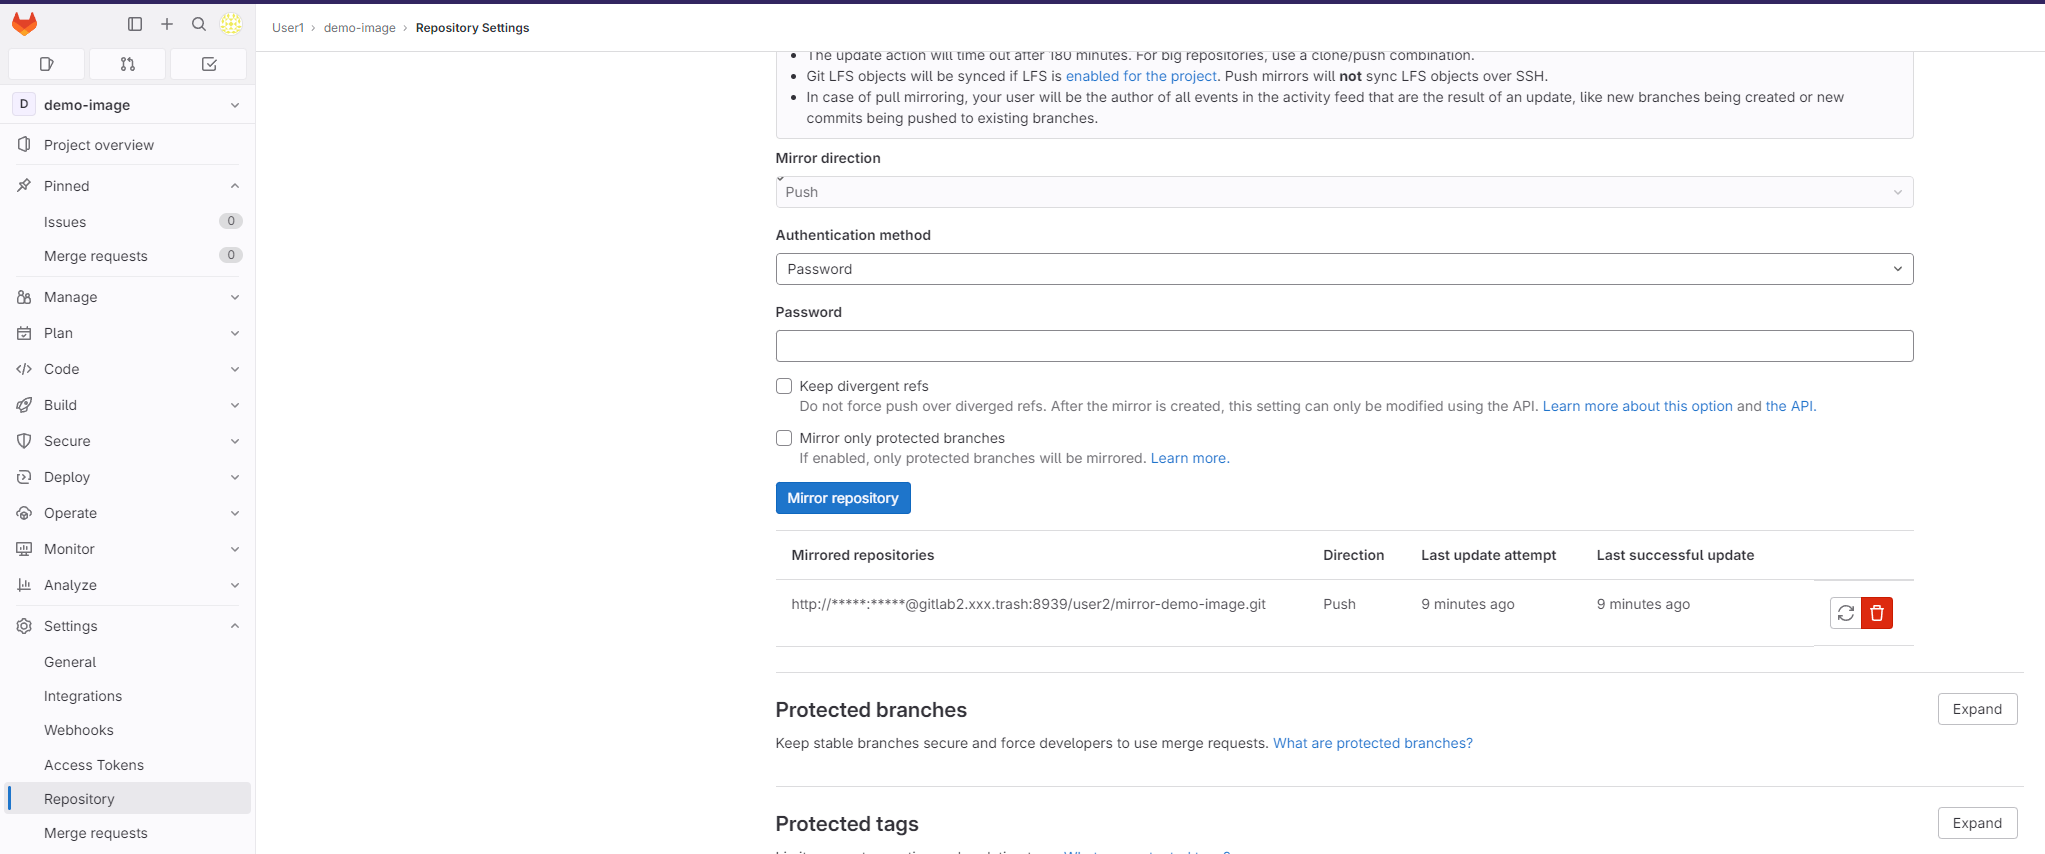 User1 › demo-image › Repository Settings
D demo-image
Project overview
Pinned
Issues 0
Merge requests 0
Manage
Plan
Code
Build
Secure
Deploy
Operate
Monitor
Analyze
Settings
General
Integrations
Webhooks
Access Tokens
Repository
Merge requests
The update action will time out after 180 minutes. For big repositories, use a clone/push combination.
Git LFS objects will be synced if LFS is enabled for the project. Push mirrors will not sync LFS objects over SSH.
In case of pull mirroring, your user will be the author of all events in the activity feed that are the result of an update, like new branches being created or new
commits being pushed to existing branches.
Mirror direction
Push
Authentication method
Password
Password
Keep divergent refs
Do not force push over diverged refs. After the mirror is created, this setting can only be modified using the API. Learn more about this option and the API.
Mirror only protected branches
If enabled, only protected branches will be mirrored. Learn more.
Mirror repository
Mirrored repositories Direction Last update attempt Last successful update
http://*****:*****@gitlab2.xxx.trash:8939/user2/mirror-demo-image.git Push 9 minutes ago 9 minutes ago
Protected branches
Expand
Keep stable branches secure and force developers to use merge requests. What are protected branches?
Protected tags
Expand